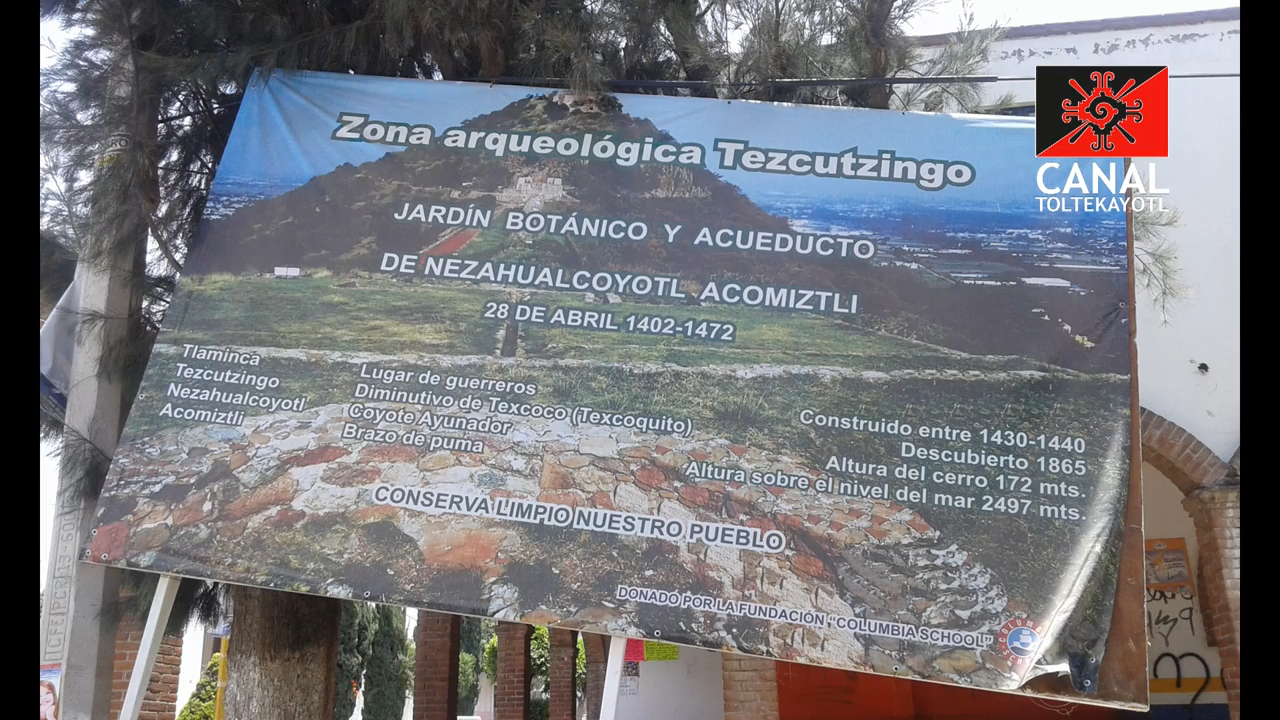 Zona arqueológica Tezcutzingo
JARDÍN BOTÁNICO Y ACUEDUCTO
DE NEZAHUALCOYOTL ACOMIZTLI
28 DE ABRIL 1402-1472
Tlaminca Lugar de guerreros
Tezcutzingo Diminutivo de Texcoco (Texcoquito)
Nezahualcoyotl Coyote Ayunador
Acomiztli Brazo de puma
Construido entre 1430-1440
Descubierto 1865
Altura del cerro 172 mts.
Altura sobre el nivel del mar 2497 mts.
CONSERVA LIMPIO NUESTRO PUEBLO
DONADO POR LA FUNDACIÓN "COLUMBIA SCHOOL"
CANAL
TOLTEKAYOTL